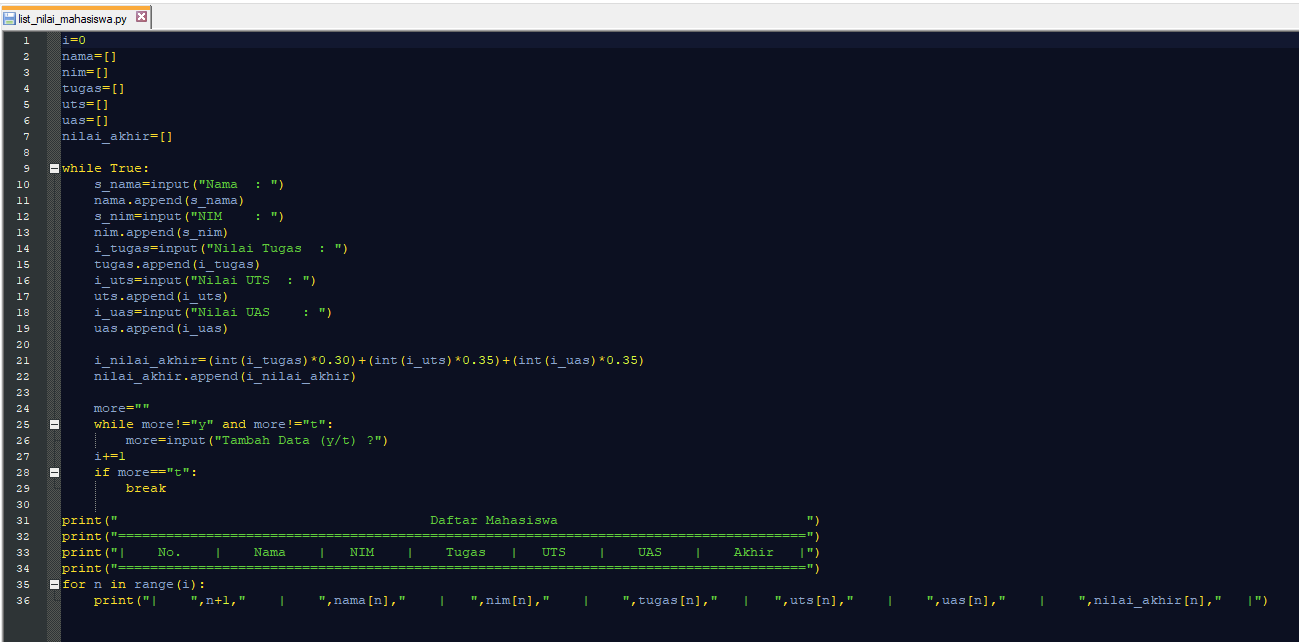 list_nilai_mahasiswa.py
1 i=0
2 nama=[]
3 nim=[]
4 tugas=[]
5 uts=[]
6 uas=[]
7 nilai_akhir=[]
8
9 while True:
10     s_nama=input("Nama  : ")
11     nama.append(s_nama)
12     s_nim=input("NIM    : ")
13     nim.append(s_nim)
14     i_tugas=input("Nilai Tugas  : ")
15     tugas.append(i_tugas)
16     i_uts=input("Nilai UTS  : ")
17     uts.append(i_uts)
18     i_uas=input("Nilai UAS    : ")
19     uas.append(i_uas)
20
21     i_nilai_akhir=(int(i_tugas)*0.30)+(int(i_uts)*0.35)+(int(i_uas)*0.35)
22     nilai_akhir.append(i_nilai_akhir)
23
24     more=""
25     while more!="y" and more!="t":
26         more=input("Tambah Data (y/t) ?")
27     i+=1
28     if more=="t":
29         break
30
31 print("                                       Daftar Mahasiswa                               ")
32 print("======================================================================================")
33 print("|    No.    |    Nama    |   NIM    |    Tugas   |   UTS    |    UAS    |    Akhir   |")
34 print("======================================================================================")
35 for n in range(i):
36     print("|    ",n+1,"    |    ",nama[n],"    |   ",nim[n],"    |    ",tugas[n],"   |   ",uts[n],"    |    ",uas[n],"    |    ",nilai_akhir[n],"   |")